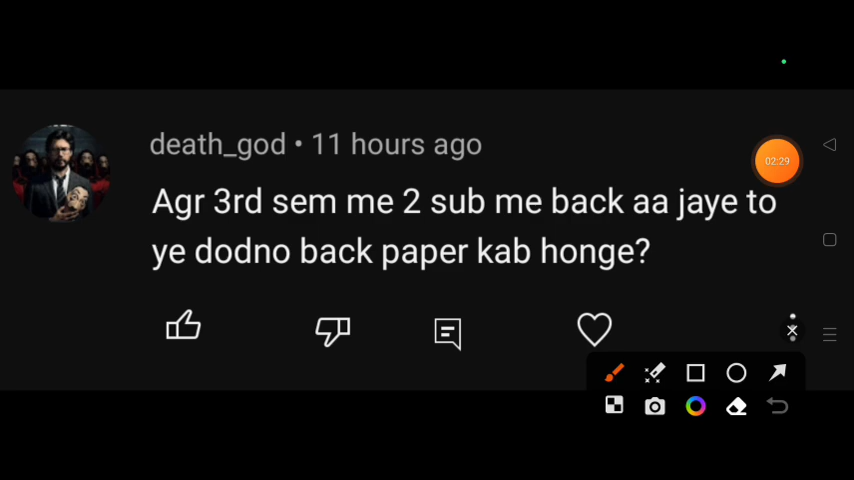 death_god • 11 hours ago
02:29
Agr 3rd sem me 2 sub me back aa jaye to
ye dodno back paper kab honge?